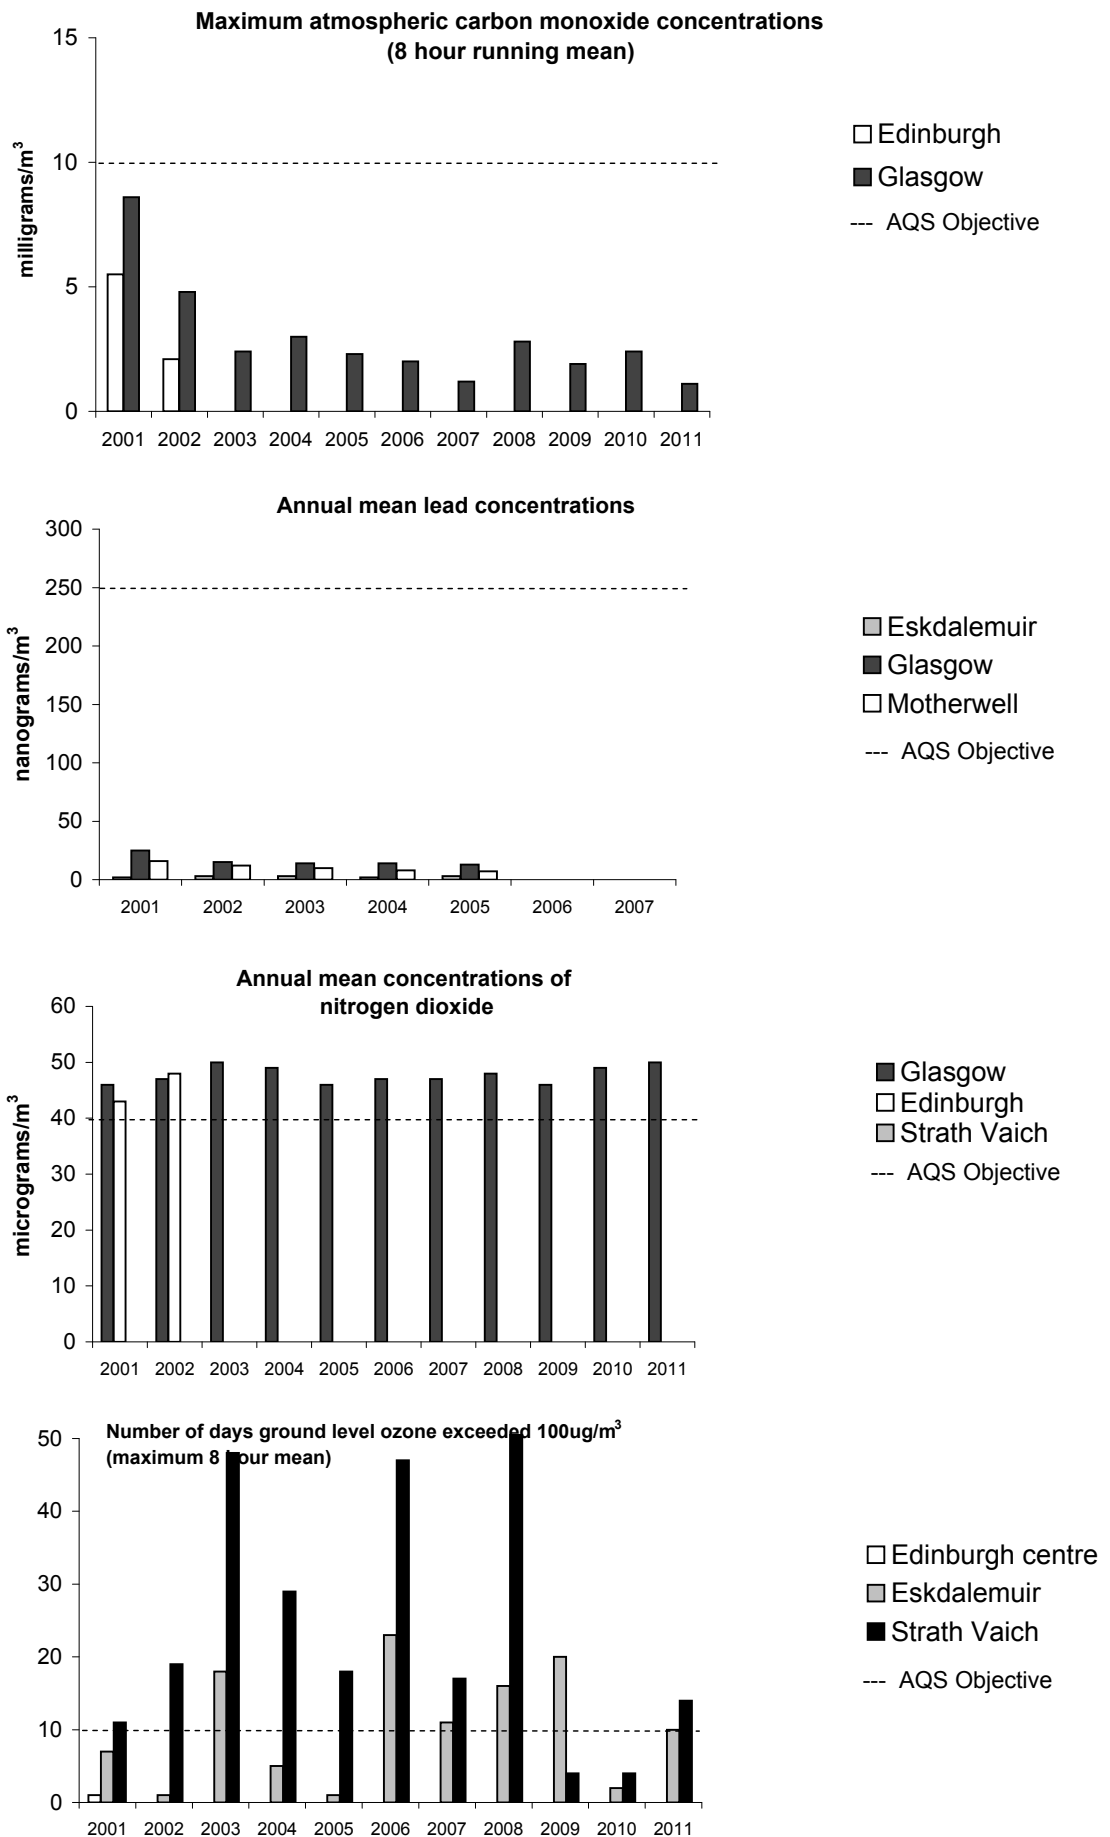 Maximum atmospheric carbon monoxide concentrations
(8 hour running mean)
15
10
5
0
milligrams/m³
2001 2002 2003 2004 2005 2006 2007 2008 2009 2010 2011
Edinburgh
Glasgow
--- AQS Objective
Annual mean lead concentrations
300
250
200
150
100
50
0
nanograms/m³
2001 2002 2003 2004 2005 2006 2007
Eskdalemuir
Glasgow
Motherwell
--- AQS Objective
Annual mean concentrations of
nitrogen dioxide
60
50
40
30
20
10
0
micrograms/m³
2001 2002 2003 2004 2005 2006 2007 2008 2009 2010 2011
Glasgow
Edinburgh
Strath Vaich
--- AQS Objective
Number of days ground level ozone exceeded 100ug/m³
(maximum 8 hour mean)
50
40
30
20
10
0
2001 2002 2003 2004 2005 2006 2007 2008 2009 2010 2011
Edinburgh centre
Eskdalemuir
Strath Vaich
--- AQS Objective